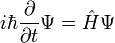 iħ ∂/∂t Ψ = ĤΨ